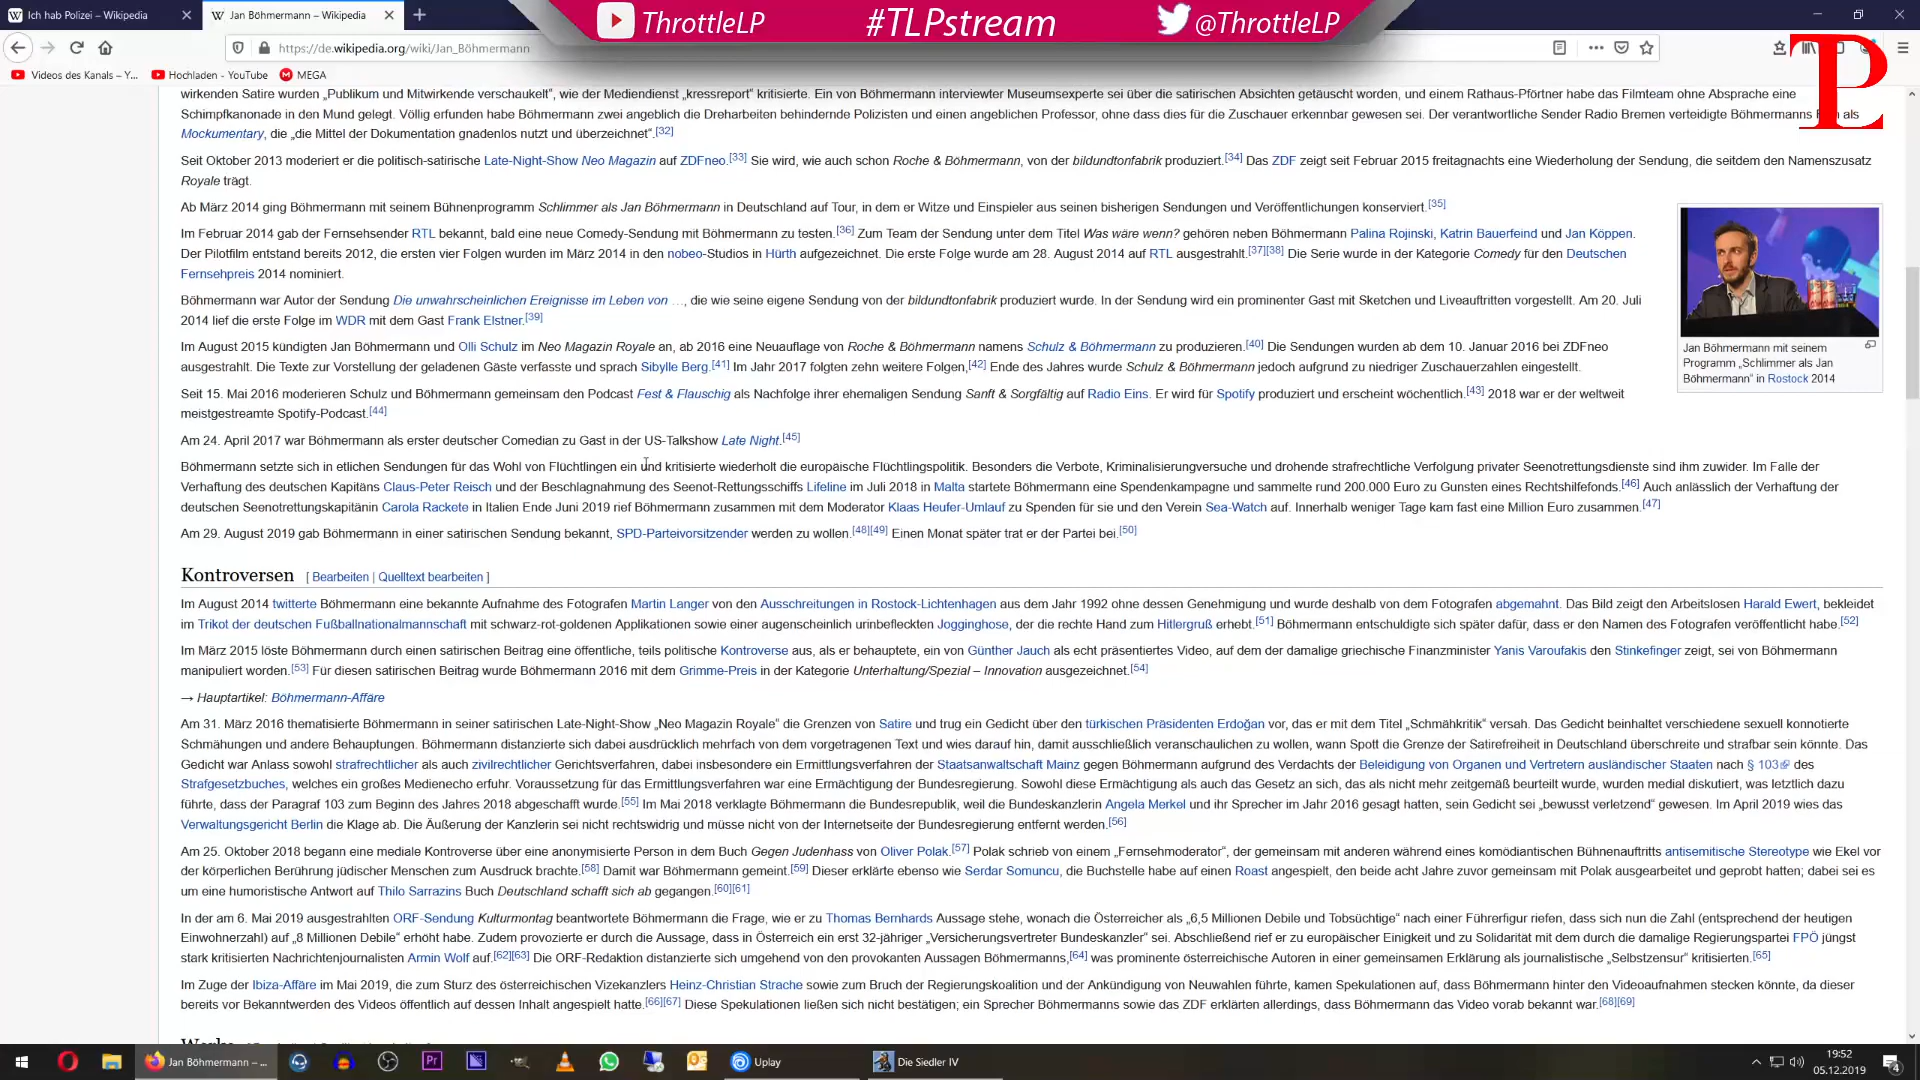 Ich hab Polizei – Wikipedia
Jan Böhmermann – Wikipedia
ThrottleLP
#TLPstream
@ThrottleLP
https://de.wikipedia.org/wiki/Jan_Böhmermann
Videos des Kanals – Y...
Hochladen - YouTube
MEGA
TL
wirkenden Satire wurden „Publikum und Mitwirkende verschaukelt“, wie der Mediendienst „kressreport“ kritisierte. Ein von Böhmermann interviewter Museumsexperte sei über die satirischen Absichten getäuscht worden, und einem Rathaus-Pförtner habe das Filmteam ohne Absprache eine
Schimpfkanonade in den Mund gelegt. Völlig erfunden habe Böhmermann zwei angeblich die Dreharbeiten behindernde Polizisten und einen angeblichen Professor, ohne dass dies für die Zuschauer erkennbar gewesen sei. Der verantwortliche Sender Radio Bremen verteidigte Böhmermanns als
Mockumentary, die „die Mittel der Dokumentation gnadenlos nutzt und überzeichnet“.[32]
Seit Oktober 2013 moderiert er die politisch-satirische Late-Night-Show Neo Magazin auf ZDFneo.[33] Sie wird, wie auch schon Roche & Böhmermann, von der bildundtonfabrik produziert.[34] Das ZDF zeigt seit Februar 2015 freitagnachts eine Wiederholung der Sendung, die seitdem den Namenszusatz
Royale trägt.
Ab März 2014 ging Böhmermann mit seinem Bühnenprogramm Schlimmer als Jan Böhmermann in Deutschland auf Tour, in dem er Witze und Einspieler aus seinen bisherigen Sendungen und Veröffentlichungen konserviert.[35]
Im Februar 2014 gab der Fernsehsender RTL bekannt, bald eine neue Comedy-Sendung mit Böhmermann zu testen.[36] Zum Team der Sendung unter dem Titel Was wäre wenn? gehören neben Böhmermann Palina Rojinski, Katrin Bauerfeind und Jan Köppen.
Der Pilotfilm entstand bereits 2012, die ersten vier Folgen wurden im März 2014 in den nobeo-Studios in Hürth aufgezeichnet. Die erste Folge wurde am 28. August 2014 auf RTL ausgestrahlt.[37][38] Die Serie wurde in der Kategorie Comedy für den Deutschen
Fernsehpreis 2014 nominiert.
Böhmermann war Autor der Sendung Die unwahrscheinlichen Ereignisse im Leben von …, die wie seine eigene Sendung von der bildundtonfabrik produziert wurde. In der Sendung wird ein prominenter Gast mit Sketchen und Liveauftritten vorgestellt. Am 20. Juli
2014 lief die erste Folge im WDR mit dem Gast Frank Elstner.[39]
Im August 2015 kündigten Jan Böhmermann und Olli Schulz im Neo Magazin Royale an, ab 2016 eine Neuauflage von Roche & Böhmermann namens Schulz & Böhmermann zu produzieren.[40] Die Sendungen wurden ab dem 10. Januar 2016 bei ZDFneo
ausgestrahlt. Die Texte zur Vorstellung der geladenen Gäste verfasste und sprach Sibylle Berg.[41] Im Jahr 2017 folgten zehn weitere Folgen,[42] Ende des Jahres wurde Schulz & Böhmermann jedoch aufgrund zu niedriger Zuschauerzahlen eingestellt.
Jan Böhmermann mit seinem
Programm „Schlimmer als Jan
Böhmermann“ in Rostock 2014
Seit 15. Mai 2016 moderieren Schulz und Böhmermann gemeinsam den Podcast Fest & Flauschig als Nachfolge ihrer ehemaligen Sendung Sanft & Sorgfältig auf Radio Eins. Er wird für Spotify produziert und erscheint wöchentlich.[43] 2018 war er der weltweit
meistgestreamte Spotify-Podcast.[44]
Am 24. April 2017 war Böhmermann als erster deutscher Comedian zu Gast in der US-Talkshow Late Night.[45]
Böhmermann setzte sich in etlichen Sendungen für das Wohl von Flüchtlingen ein und kritisierte wiederholt die europäische Flüchtlingspolitik. Besonders die Verbote, Kriminalisierungversuche und drohende strafrechtliche Verfolgung privater Seenotrettungsdienste sind ihm zuwider. Im Falle der
Verhaftung des deutschen Kapitäns Claus-Peter Reisch und der Beschlagnahmung des Seenot-Rettungsschiffs Lifeline im Juli 2018 in Malta startete Böhmermann eine Spendenkampagne und sammelte rund 200.000 Euro zu Gunsten eines Rechtshilfefonds.[46] Auch anlässlich der Verhaftung der
deutschen Seenotrettungskapitänin Carola Rackete in Italien Ende Juni 2019 rief Böhmermann zusammen mit dem Moderator Klaas Heufer-Umlauf zu Spenden für sie und den Verein Sea-Watch auf. Innerhalb weniger Tage kam fast eine Million Euro zusammen.[47]
Am 29. August 2019 gab Böhmermann in einer satirischen Sendung bekannt, SPD-Parteivorsitzender werden zu wollen.[48][49] Einen Monat später trat er der Partei bei.[50]
Kontroversen [ Bearbeiten | Quelltext bearbeiten ]
Im August 2014 twitterte Böhmermann eine bekannte Aufnahme des Fotografen Martin Langer von den Ausschreitungen in Rostock-Lichtenhagen aus dem Jahr 1992 ohne dessen Genehmigung und wurde deshalb von dem Fotografen abgemahnt. Das Bild zeigt den Arbeitslosen Harald Ewert, bekleidet
im Trikot der deutschen Fußballnationalmannschaft mit schwarz-rot-goldenen Applikationen sowie einer augenscheinlich urinbefleckten Jogginghose, der die rechte Hand zum Hitlergruß erhebt.[51] Böhmermann entschuldigte sich später dafür, dass er den Namen des Fotografen veröffentlicht habe.[52]
Im März 2015 löste Böhmermann durch einen satirischen Beitrag eine öffentliche, teils politische Kontroverse aus, als er behauptete, ein von Günther Jauch als echt präsentiertes Video, auf dem der damalige griechische Finanzminister Yanis Varoufakis den Stinkefinger zeigt, sei von Böhmermann
manipuliert worden.[53] Für diesen satirischen Beitrag wurde Böhmermann 2016 mit dem Grimme-Preis in der Kategorie Unterhaltung/Spezial – Innovation ausgezeichnet.[54]
→ Hauptartikel: Böhmermann-Affäre
Am 31. März 2016 thematisierte Böhmermann in seiner satirischen Late-Night-Show „Neo Magazin Royale“ die Grenzen von Satire und trug ein Gedicht über den türkischen Präsidenten Erdoğan vor, das er mit dem Titel „Schmähkritik“ versah. Das Gedicht beinhaltet verschiedene sexuell konnotierte
Schmähungen und andere Behauptungen. Böhmermann distanzierte sich dabei ausdrücklich mehrfach von dem vorgetragenen Text und wies darauf hin, damit ausschließlich veranschaulichen zu wollen, wann Spott die Grenze der Satirefreiheit in Deutschland überschreite und strafbar sein könnte. Das
Gedicht war Anlass sowohl strafrechtlicher als auch zivilrechtlicher Gerichtsverfahren, dabei insbesondere ein Ermittlungsverfahren der Staatsanwaltschaft Mainz gegen Böhmermann aufgrund des Verdachts der Beleidigung von Organen und Vertretern ausländischer Staaten nach § 103 des
Strafgesetzbuches, welches ein großes Medienecho erfuhr. Voraussetzung für das Ermittlungsverfahren war eine Ermächtigung der Bundesregierung. Sowohl diese Ermächtigung als auch das Gesetz an sich, das als nicht mehr zeitgemäß beurteilt wurde, wurden medial diskutiert, was letztlich dazu
führte, dass der Paragraf 103 zum Beginn des Jahres 2018 abgeschafft wurde.[55] Im Mai 2018 verklagte Böhmermann die Bundesrepublik, weil die Bundeskanzlerin Angela Merkel und ihr Sprecher im Jahr 2016 gesagt hatten, sein Gedicht sei „bewusst verletzend“ gewesen. Im April 2019 wies das
Verwaltungsgericht Berlin die Klage ab. Die Äußerung der Kanzlerin sei nicht rechtswidrig und müsse nicht von der Internetseite der Bundesregierung entfernt werden.[56]
Am 25. Oktober 2018 begann eine mediale Kontroverse über eine anonymisierte Person in dem Buch Gegen Judenhass von Oliver Polak.[57] Polak schrieb von einem „Fernsehmoderator“, der gemeinsam mit anderen während eines komödiantischen Bühnenauftritts antisemitische Stereotype wie Ekel vor
der körperlichen Berührung jüdischer Menschen zum Ausdruck brachte.[58] Damit war Böhmermann gemeint.[59] Dieser erklärte ebenso wie Serdar Somuncu, die Buchstelle habe auf einen Roast angespielt, den beide acht Jahre zuvor gemeinsam mit Polak ausgearbeitet und geprobt hatten; dabei sei es
um eine humoristische Antwort auf Thilo Sarrazins Buch Deutschland schafft sich ab gegangen.[60][61]
In der am 6. Mai 2019 ausgestrahlten ORF-Sendung Kulturmontag beantwortete Böhmermann die Frage, wie er zu Thomas Bernhards Aussage stehe, wonach die Österreicher als „6,5 Millionen Debile und Tobsüchtige“ nach einer Führerfigur riefen, dass sich nun die Zahl (entsprechend der heutigen
Einwohnerzahl) auf „8 Millionen Debile“ erhöht habe. Zudem provozierte er durch die Aussage, dass in Österreich ein erst 32-jähriger „Versicherungsvertreter Bundeskanzler“ sei. Abschließend rief er zu europäischer Einigkeit und zu Solidarität mit dem durch die damalige Regierungspartei FPÖ jüngst
stark kritisierten Nachrichtenjournalisten Armin Wolf auf.[62][63] Die ORF-Redaktion distanzierte sich umgehend von den provokanten Aussagen Böhmermanns,[64] was prominente österreichische Autoren in einer gemeinsamen Erklärung als journalistische „Selbstzensur“ kritisierten.[65]
Im Zuge der Ibiza-Affäre im Mai 2019, die zum Sturz des österreichischen Vizekanzlers Heinz-Christian Strache sowie zum Bruch der Regierungskoalition und der Ankündigung von Neuwahlen führte, kamen Spekulationen auf, dass Böhmermann hinter den Videoaufnahmen stecken könnte, da dieser
bereits vor Bekanntwerden des Videos öffentlich auf dessen Inhalt angespielt hatte.[66][67] Diese Spekulationen ließen sich nicht bestätigen; ein Sprecher Böhmermanns sowie das ZDF erklärten allerdings, dass Böhmermann das Video vorab bekannt war.[68][69]
Jan Böhmermann – ...
Pr
Uplay
Die Siedler IV
19:52
05.12.2019
4